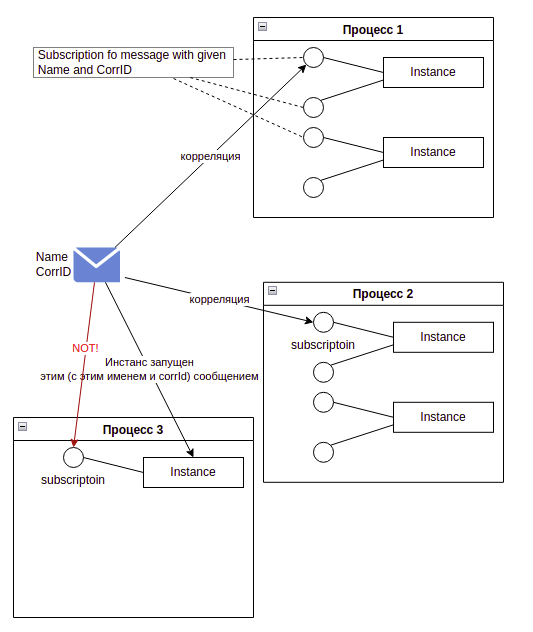 Процесс 1
Subscription fo message with given
Name and CorrID
Instance
корреляция
Instance
Name
CorrID
Процесс 2
корреляция
subscriptoin
Instance
NOT!
Инстанс запущен
этим (с этим именем и corrId) сообщением
Instance
Процесс 3
Instance
subscriptoin